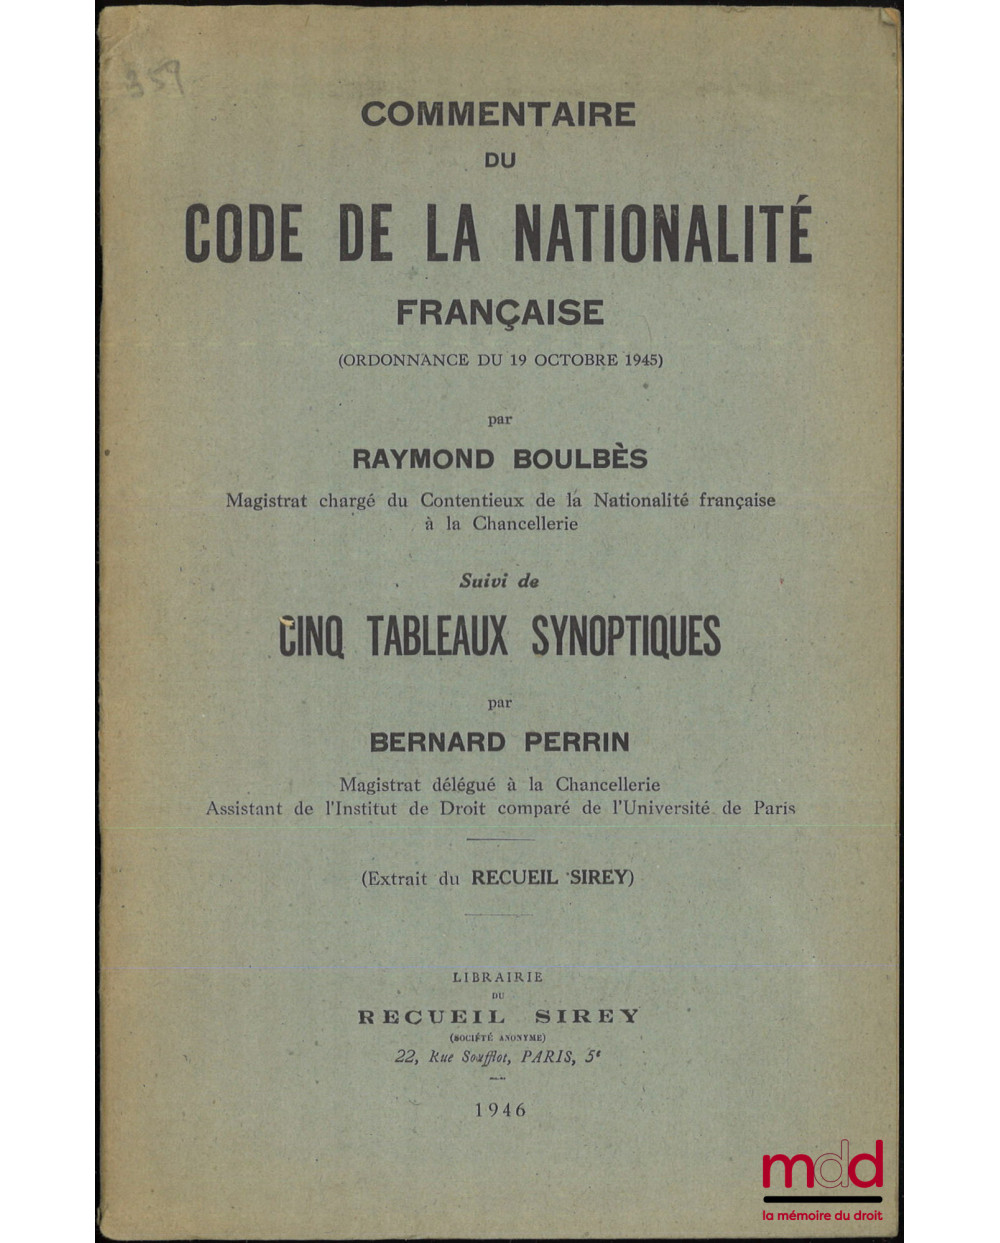 359
COMMENTAIRE
DU
CODE DE LA NATIONALITÉ
FRANÇAISE
(ORDONNANCE DU 19 OCTOBRE 1945)
par
RAYMOND BOULBÈS
Magistrat chargé du Contentieux de la Nationalité française
à la Chancellerie
Suivi de
CINQ TABLEAUX SYNOPTIQUES
par
BERNARD PERRIN
Magistrat délégué à la Chancellerie
Assistant de l'Institut de Droit comparé de l'Université de Paris
(Extrait du RECUEIL SIREY)
LIBRAIRIE
DU
RECUEIL SIREY
(SOCIÉTÉ ANONYME)
22, Rue Soufflot, PARIS, 5e
1946
mdd
la mémoire du droit